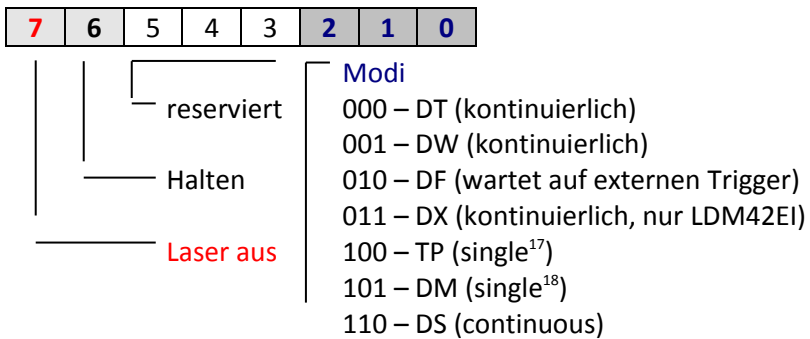 7 6 5 4 3 2 1 0
Modi
reserviert 000 – DT (kontinuierlich)
001 – DW (kontinuierlich)
Halten 010 – DF (wartet auf externen Trigger)
011 – DX (kontinuierlich, nur LDM42EI)
Laser aus 100 – TP (single¹⁷)
101 – DM (single¹⁸)
110 – DS (continuous)